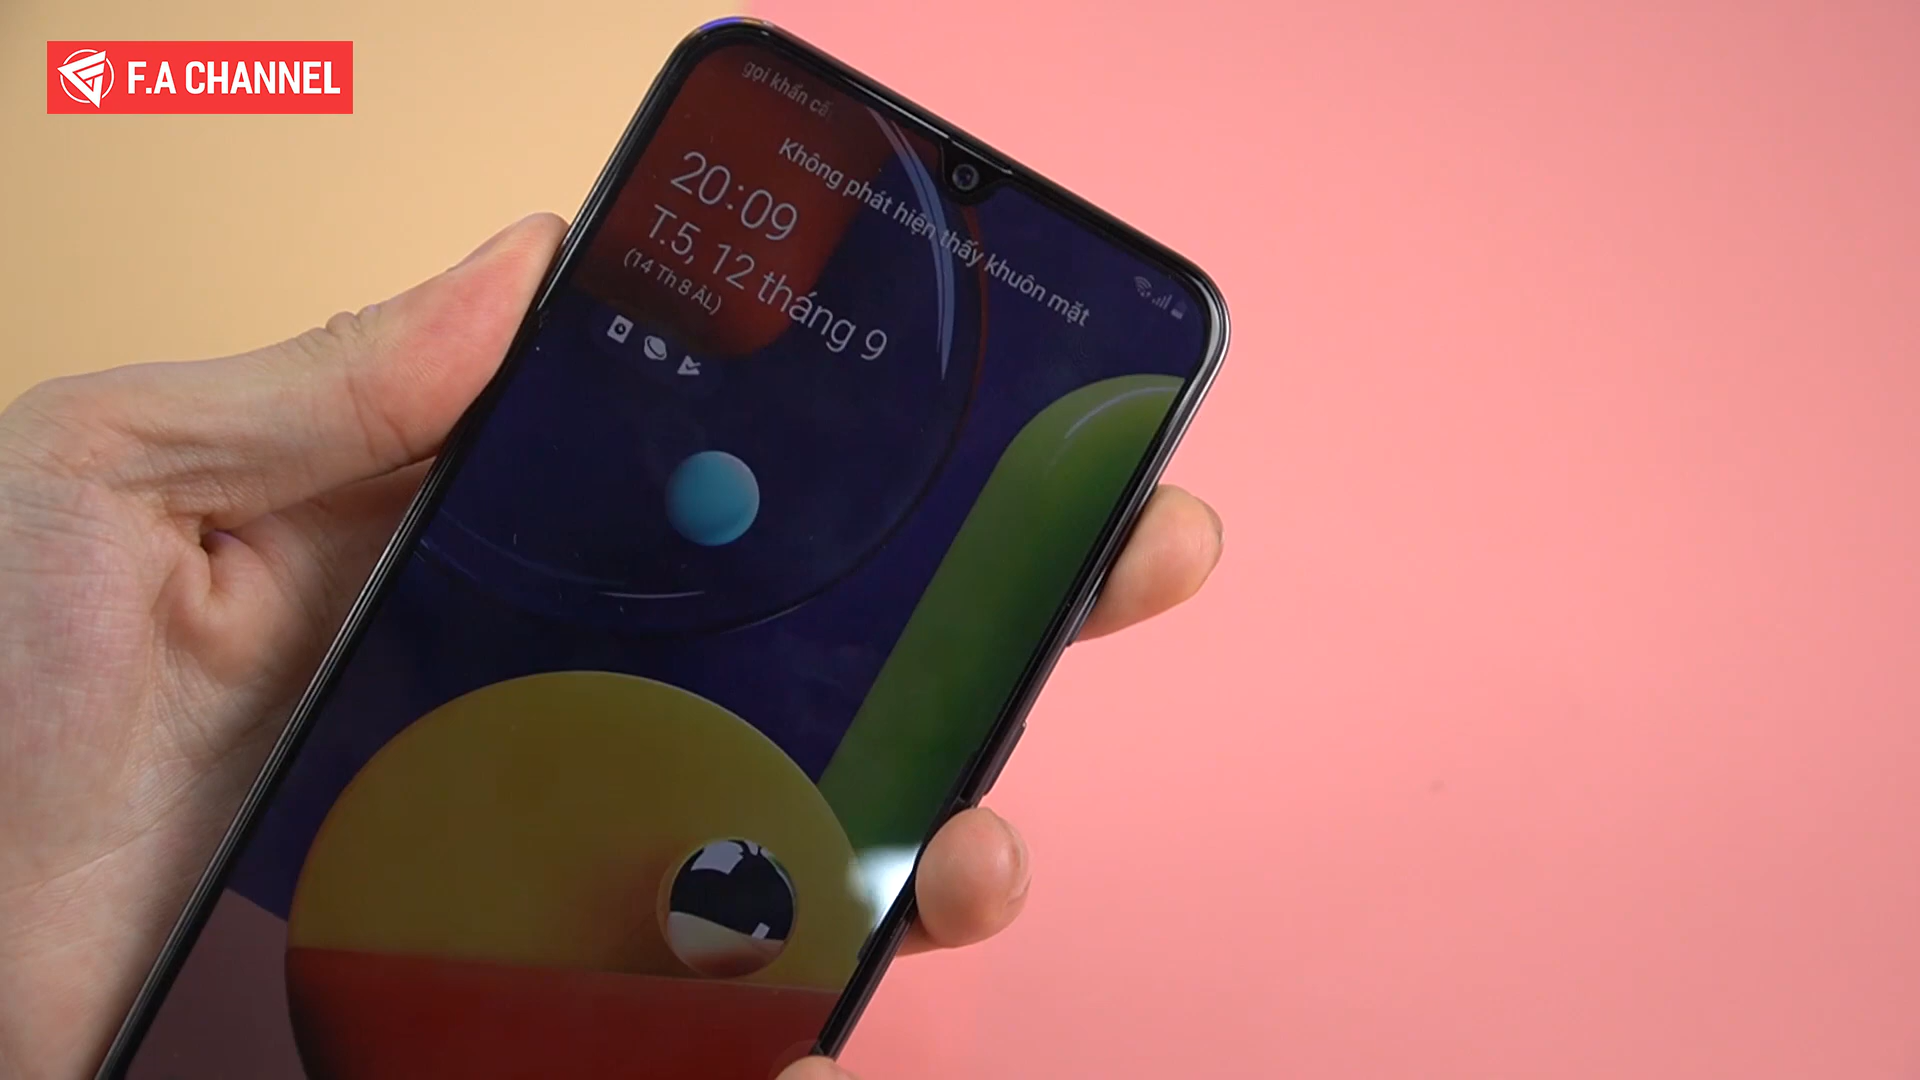 F.A CHANNEL
gọi khẩn cấ
Không phát hiện thấy khuôn mặt
20:09
T.5, 12 tháng 9
(14 Th 8 ÂL)